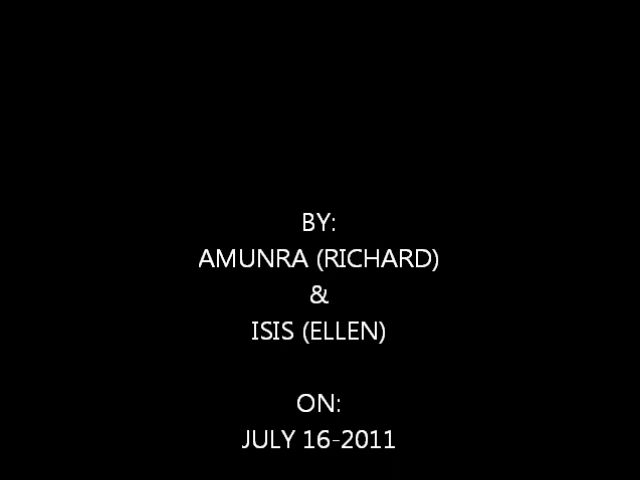 BY:
AMUNRA (RICHARD)
&
ISIS (ELLEN)
ON:
JULY 16-2011